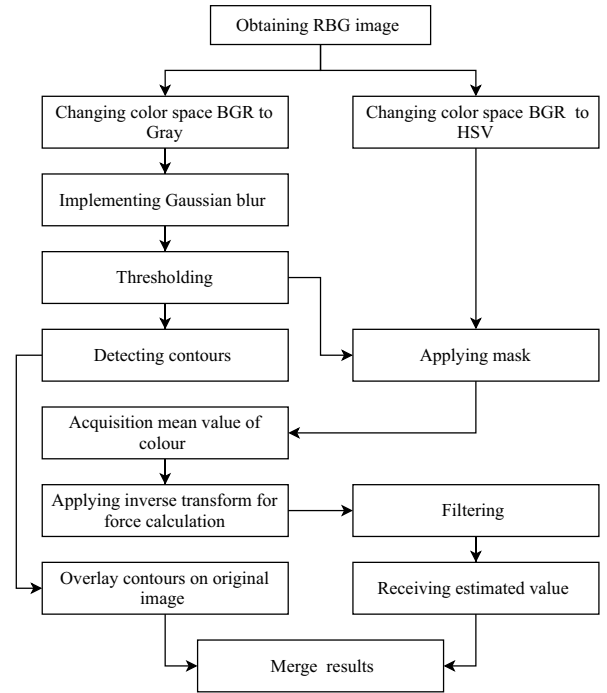 Obtaining RBG image
Changing color space BGR to
Gray
Changing color space BGR to
HSV
Implementing Gaussian blur
Thresholding
Detecting contours
Applying mask
Acquisition mean value of
colour
Applying inverse transform for
force calculation
Filtering
Overlay contours on original
image
Receiving estimated value
Merge results